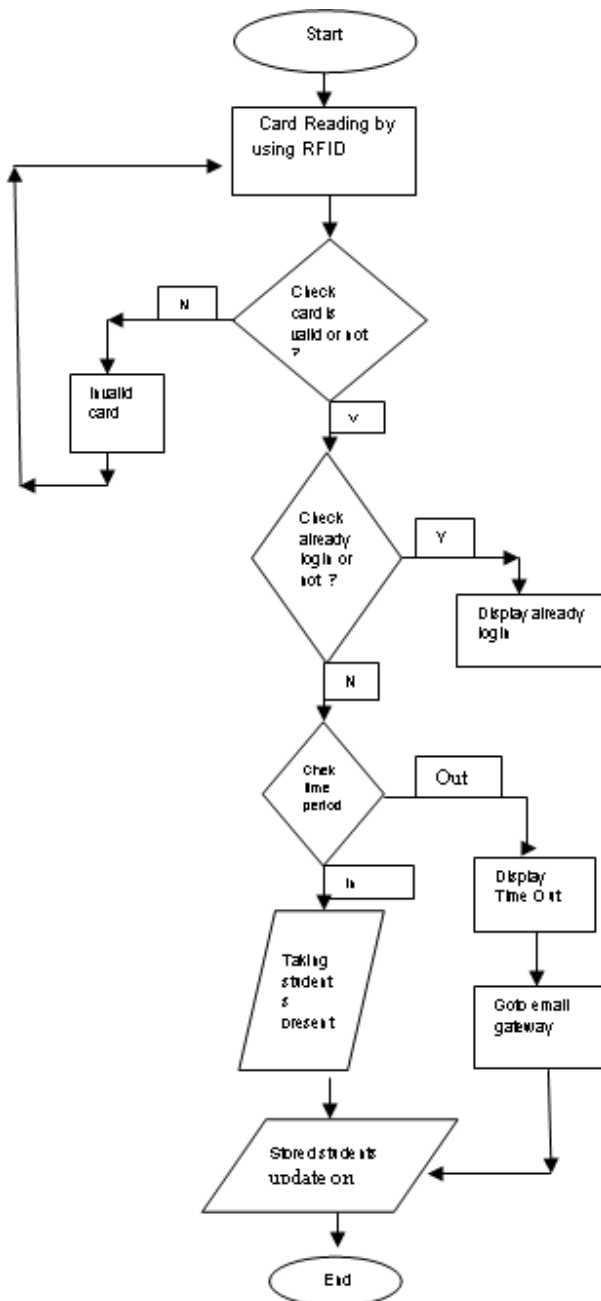 Start
Card Reading by
using RFID
Check
card is
valid or not
?
N
Invalid
card
Y
Check
already
login or
not ?
Y
Display already
login
N
Chek
time
period
Out
In
Display
Time Out
Taking
student
s
present
Goto email
gateway
Stored students
update on
End